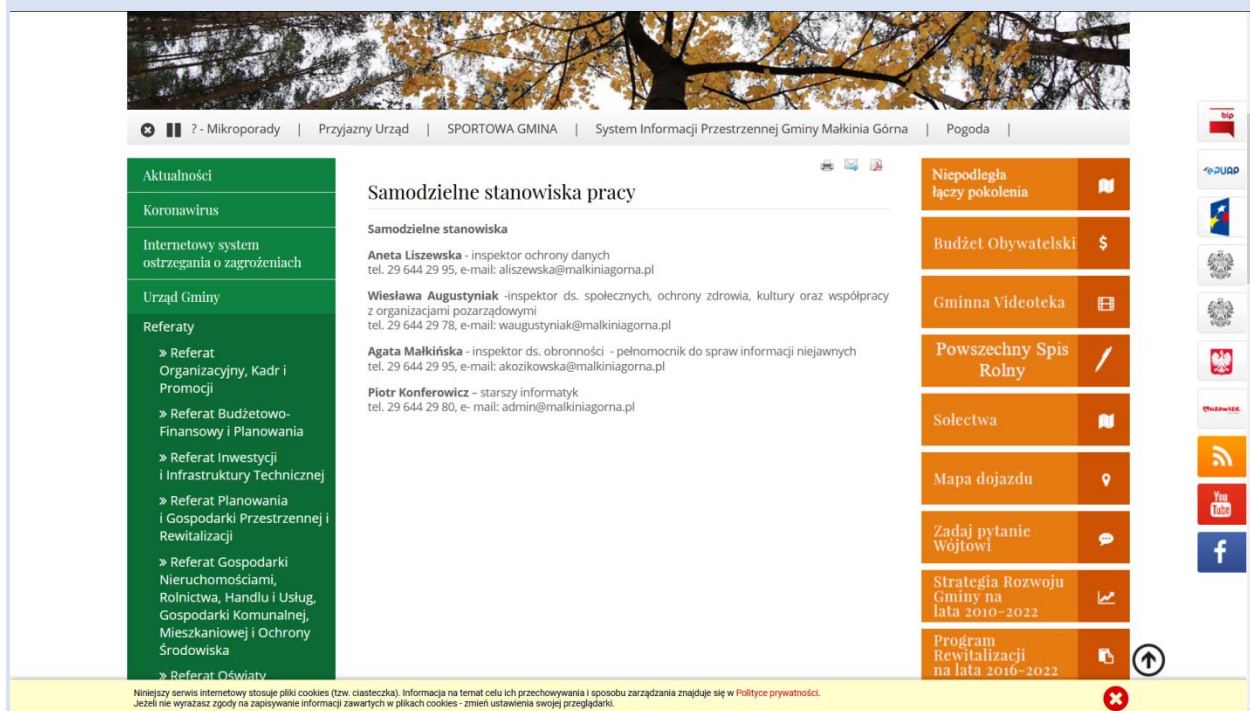 ? - Mikroporady | Przyjazny Urząd | SPORTOWA GMINA | System Informacji Przestrzennej Gminy Małkinia Górna | Pogoda |
Aktualności
Koronawirus
Internetowy system
ostrzegania o zagrożeniach
Urząd Gminy
Referaty
» Referat
Organizacyjny, Kadr i
Promocji
» Referat Budżetowo-
Finansowy i Planowania
» Referat Inwestycji
i Infrastruktury Technicznej
» Referat Planowania
i Gospodarki Przestrzennej i
Rewitalizacji
» Referat Gospodarki
Nieruchomościami,
Rolnictwa, Handlu i Usług,
Gospodarki Komunalnej,
Mieszkaniowej i Ochrony
Środowiska
» Referat Oświaty
Samodzielne stanowiska pracy
Samodzielne stanowiska
Aneta Liszewska - inspektor ochrony danych
tel. 29 644 29 95, e-mail: aliszewska@malkiniagorna.pl
Wiesława Augustyniak -inspektor ds. społecznych, ochrony zdrowia, kultury oraz współpracy
z organizacjami pozarządowymi
tel. 29 644 29 78, e-mail: waugustyniak@malkiniagorna.pl
Agata Małkińska - inspektor ds. obronności - pełnomocnik do spraw informacji niejawnych
tel. 29 644 29 95, e-mail: akozikowska@malkiniagorna.pl
Piotr Konferowicz – starszy informatyk
tel. 29 644 29 80, e- mail: admin@malkiniagorna.pl
Niepodległa
łączy pokolenia
Budżet Obywatelski
Gminna Videoteka
Powszechny Spis
Rolny
Sołectwa
Mapa dojazdu
Zadaj pytanie
Wójtowi
Strategia Rozwoju
Gminy na
lata 2010-2022
Program
Rewitalizacji
na lata 2016-2022
bip
ePUAP
Mazowsze.
You
Tube
f
Niniejszy serwis internetowy stosuje pliki cookies (tzw. ciasteczka). Informacja na temat celu ich przechowywania i sposobu zarządzania znajduje się w Polityce prywatności.
Jeżeli nie wyrażasz zgody na zapisywanie informacji zawartych w plikach cookies - zmień ustawienia swojej przeglądarki.